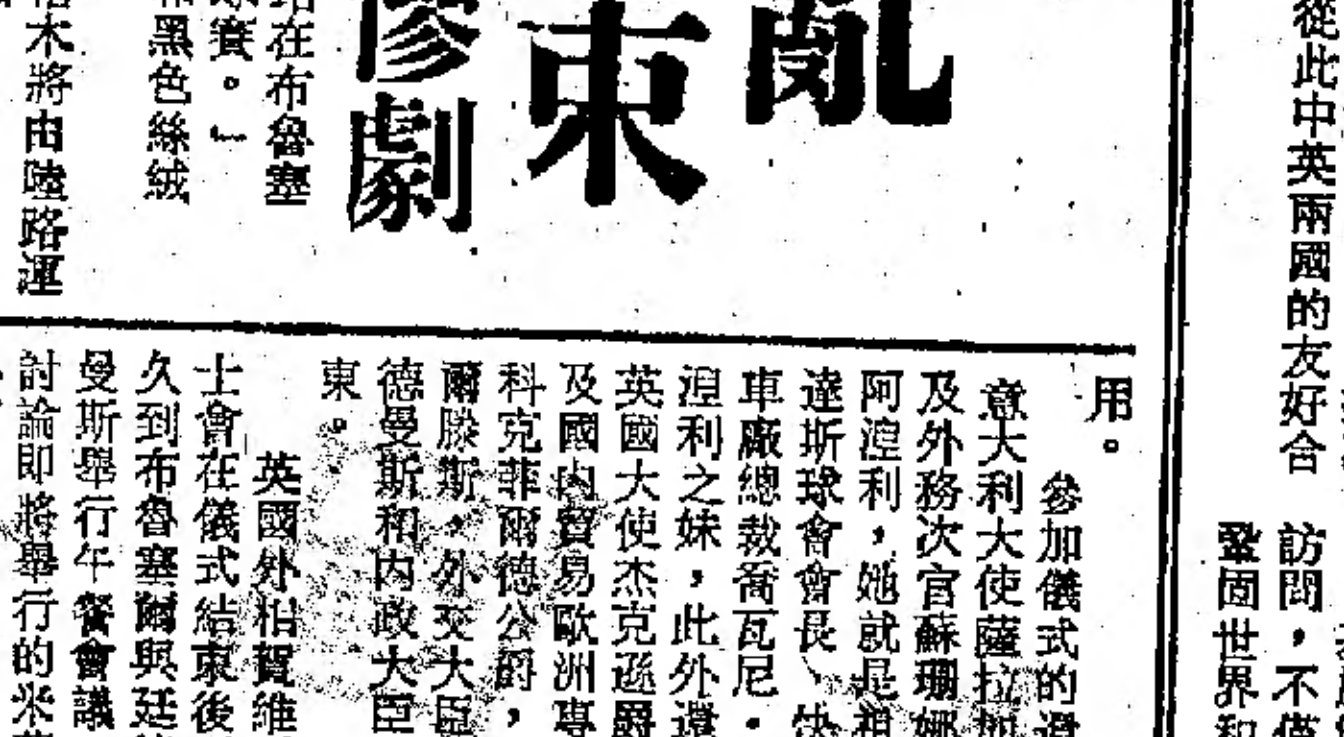 從此中英兩國的友好合
訪問，不僅
鞏固世界和
亂
束
慘劇
站在布魯塞
賽。」
黑色絲絨
木將由陸路運
用。
參加儀式的還
意大利大使薩拉加
及外務次官蘇珊娜
阿湼利，她就是祖
達斯球會會長、快
車廠總裁喬瓦尼·
湼利之妹，此外還
英國大使杰克遜爵
及國內貿易歐洲專
科克菲爾德公爵，
爾滕斯，外交大臣
德曼斯和內政大臣
東。
英國外相賀維
士會在儀式結束後
久到布魯塞爾與廷
曼斯舉行午餐會議
討論即將舉行的米